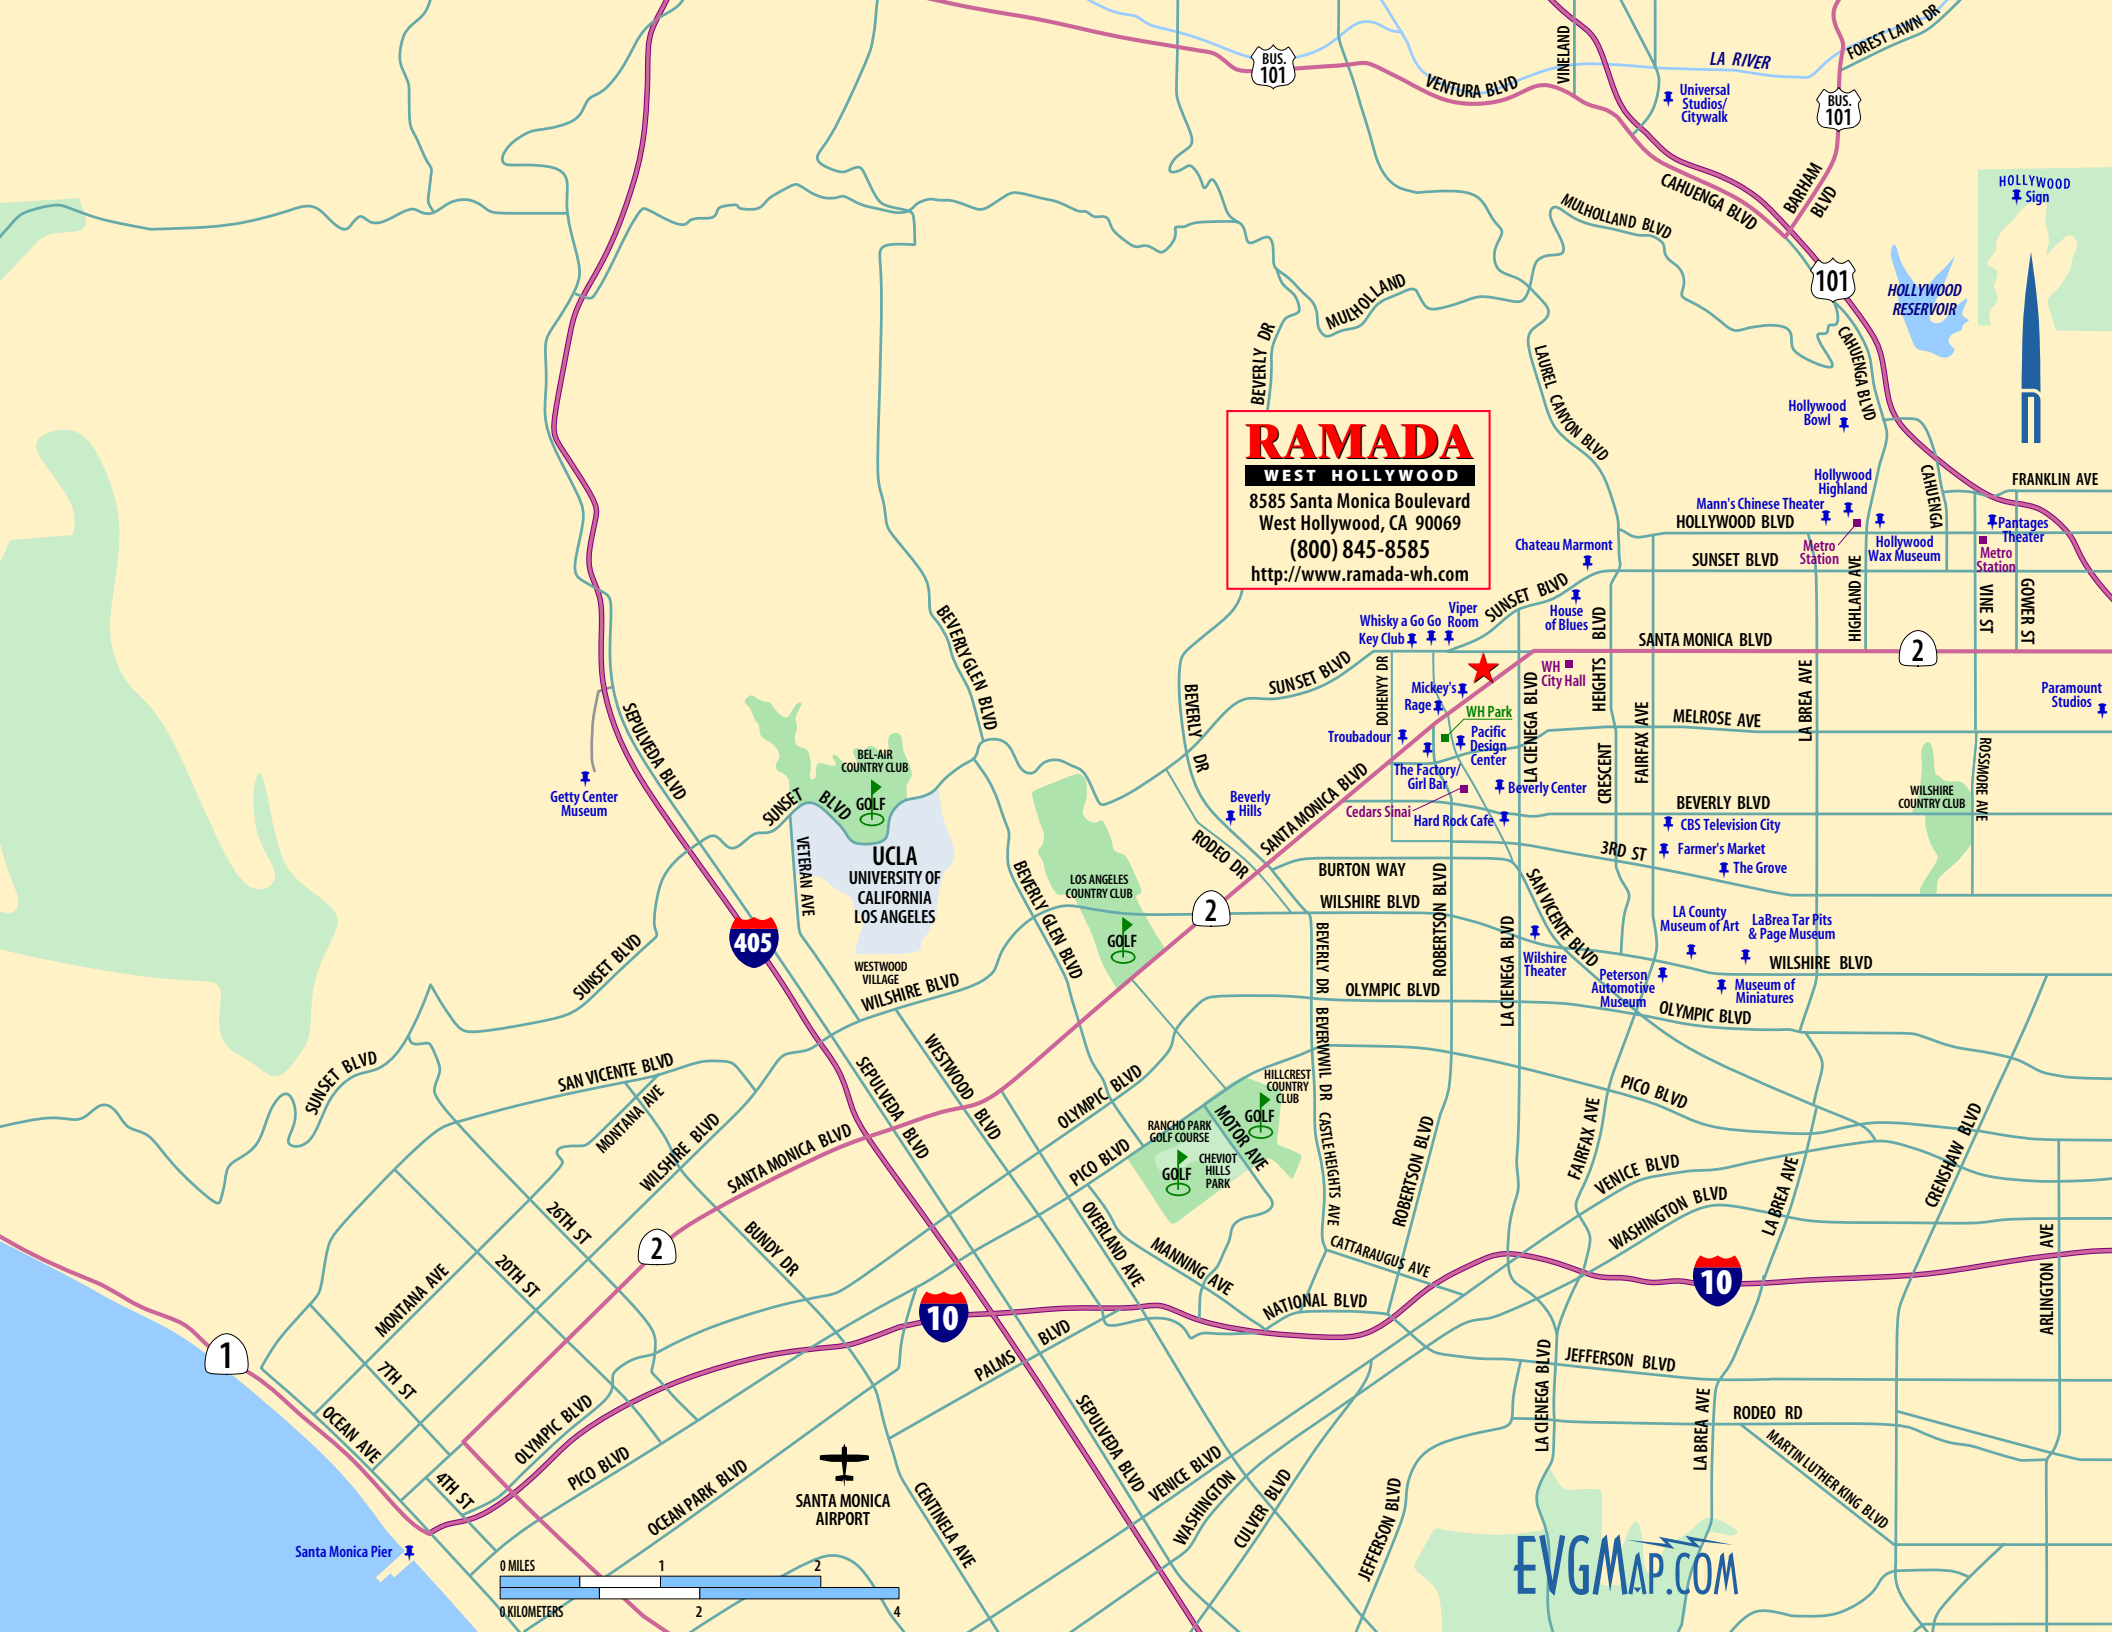 BUS.
101
VENTURA BLVD
VINELAND
LA RIVER
FOREST LAWN DR
Universal
Studios/
Citywalk
BUS.
101
CAHUENGA BLVD
BARHAM
BLVD
HOLLYWOOD
Sign
MULHOLLAND BLVD
101
HOLLYWOOD
RESERVOIR
MULHOLLAND
BEVERLY DR
LAUREL CANYON BLVD
CAHUENGA BLVD
Hollywood
Bowl
RAMADA
WEST HOLLYWOOD
8585 Santa Monica Boulevard
West Hollywood, CA 90069
(800) 845-8585
http://www.ramada-wh.com
Hollywood
Highland
CAHUENGA
FRANKLIN AVE
Mann's Chinese Theater
HOLLYWOOD BLVD
Pantages
Theater
Metro
Station
Hollywood
Wax Museum
Metro
Station
Chateau Marmont
SUNSET BLVD
SUNSET BLVD
House
of Blues
HIGHLAND AVE
VINE ST
GOWER ST
Viper
Room
Whisky a Go Go
Key Club
SANTA MONICA BLVD
2
BEVERLY GLEN BLVD
SUNSET BLVD
DOHENYY DR
WH
City Hall
CRESCENT HEIGHTS BLVD
LA BREA AVE
Paramount
Studios
BEVERLY DR
Mickey's
Rage
WH Park
LA CIENEGA BLVD
FAIRFAX AVE
MELROSE AVE
SEPULVEDA BLVD
Troubadour
Pacific
Design
Center
The Factory/
Girl Bar
ROSSMORE AVE
BEL-AIR
COUNTRY CLUB
GOLF
Getty Center
Museum
SUNSET BLVD
Beverly
Hills
SANTA MONICA BLVD
Beverly Center
Cedars Sinai
Hard Rock Cafe
BEVERLY BLVD
WILSHIRE
COUNTRY CLUB
CBS Television City
RODEO DR
3RD ST
Farmer's Market
The Grove
VETERAN AVE
UCLA
UNIVERSITY OF
CALIFORNIA
LOS ANGELES
BEVERLY GLEN BLVD
LOS ANGELES
COUNTRY CLUB
GOLF
BURTON WAY
WILSHIRE BLVD
2
ROBERTSON BLVD
SAN VICENTE BLVD
LA County
Museum of Art
LaBrea Tar Pits
& Page Museum
405
SUNSET BLVD
WESTWOOD
VILLAGE
WILSHIRE BLVD
BEVERLY DR
LA CIENEGA BLVD
Wilshire
Theater
WILSHIRE BLVD
Peterson
Automotive
Museum
Museum of
Miniatures
OLYMPIC BLVD
OLYMPIC BLVD
SUNSET BLVD
SAN VICENTE BLVD
MONTANA AVE
WILSHIRE BLVD
SEPULVEDA BLVD
WESTWOOD BLVD
OLYMPIC BLVD
BEVERWWIL DR
HILLCREST
COUNTRY
CLUB
GOLF
PICO BLVD
RANCHO PARK
GOLF COURSE
MOTOR AVE
CHEVIOT
HILLS
PARK
GOLF
CASTLEHEIGHTS AVE
ROBERTSON BLVD
FAIRFAX AVE
CRENSHAW BLVD
SANTA MONICA BLVD
PICO BLVD
VENICE BLVD
LA BREA AVE
WASHINGTON BLVD
26TH ST
2
BUNDY DR
OVERLAND AVE
MANNING AVE
CATTARAUGUS AVE
20TH ST
MONTANA AVE
10
10
NATIONAL BLVD
ARLINGTON AVE
1
PALMS BLVD
LA CIENEGA BLVD
JEFFERSON BLVD
7TH ST
OCEAN AVE
OLYMPIC BLVD
LA BREA AVE
RODEO RD
MARTIN LUTHER KING BLVD
4TH ST
PICO BLVD
OCEAN PARK BLVD
SANTA MONICA
AIRPORT
CENTINELA AVE
SEPULVEDA BLVD
VENICE BLVD
WASHINGTON
CULVER BLVD
JEFFERSON BLVD
Santa Monica Pier
0 MILES 1 2
0 KILOMETERS 2 4
EVGMAP.COM
n